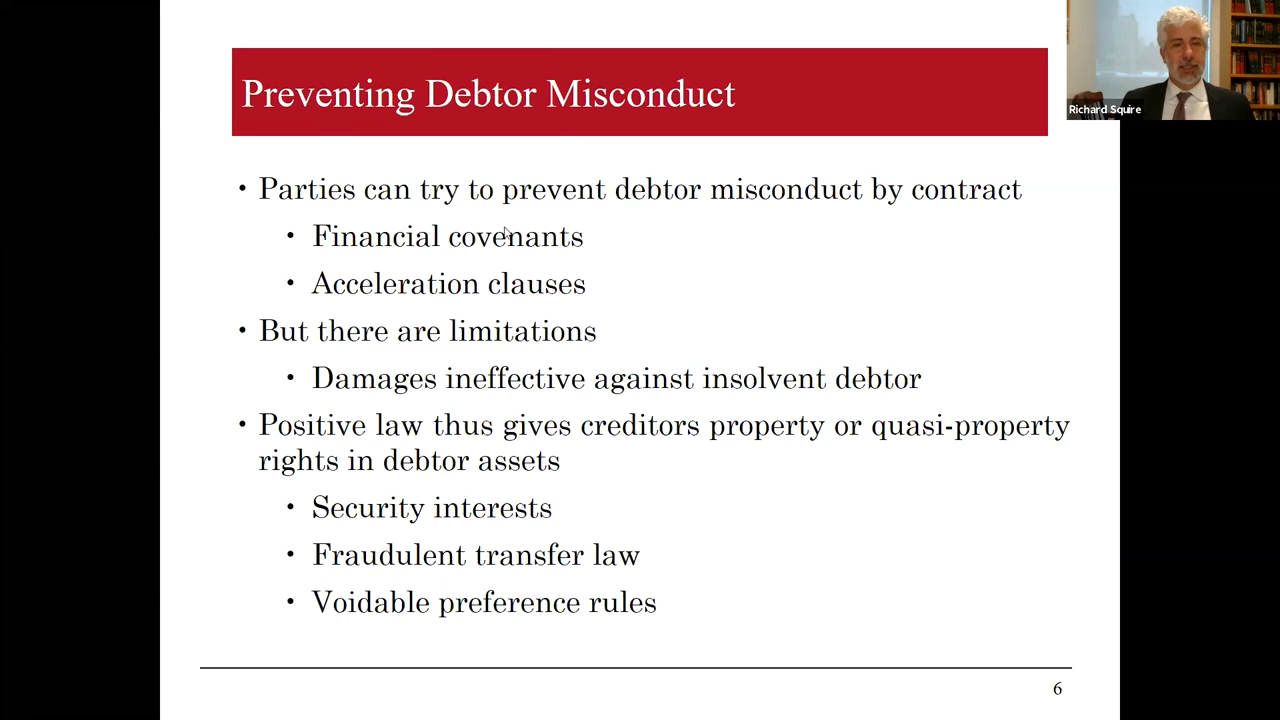 Preventing Debtor Misconduct
Richard Squire
• Parties can try to prevent debtor misconduct by contract
• Financial covenants
• Acceleration clauses
• But there are limitations
• Damages ineffective against insolvent debtor
• Positive law thus gives creditors property or quasi-property
rights in debtor assets
• Security interests
• Fraudulent transfer law
• Voidable preference rules
6